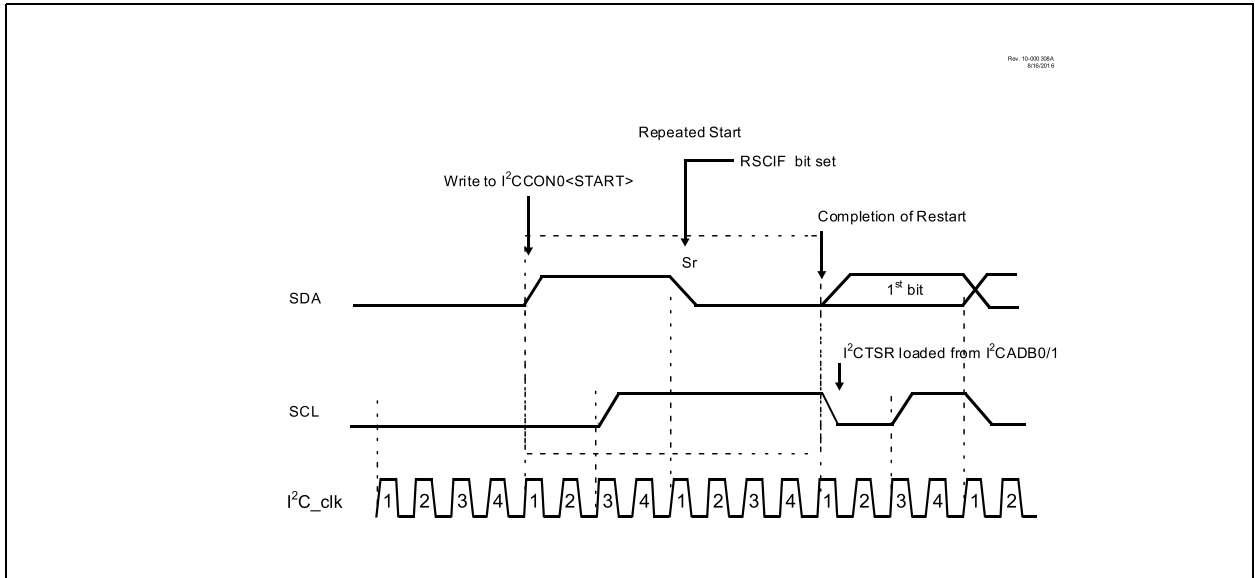 Rev. 10-000 308A
8/16/201 6
Repeated Start
RSCIF bit set
Write to I²CCON0<START>
Completion of Restart
Sr
SDA
1st bit
I²CTSR loaded from I²CADB0/1
SCL
I²C_clk
1 2 3 4 1 2 3 4 1 2 3 4 1 2 3 4 1 2